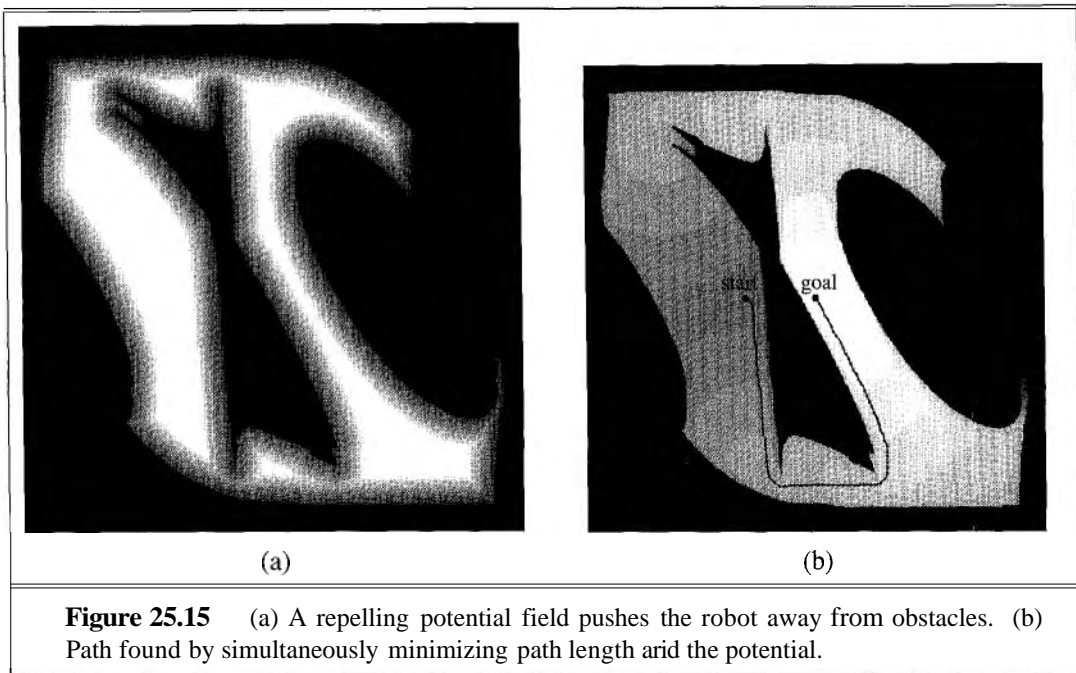 start
goal
(a)
(b)
Figure 25.15 (a) A repelling potential field pushes the robot away from obstacles. (b)
Path found by simultaneously minimizing path length arid the potential.